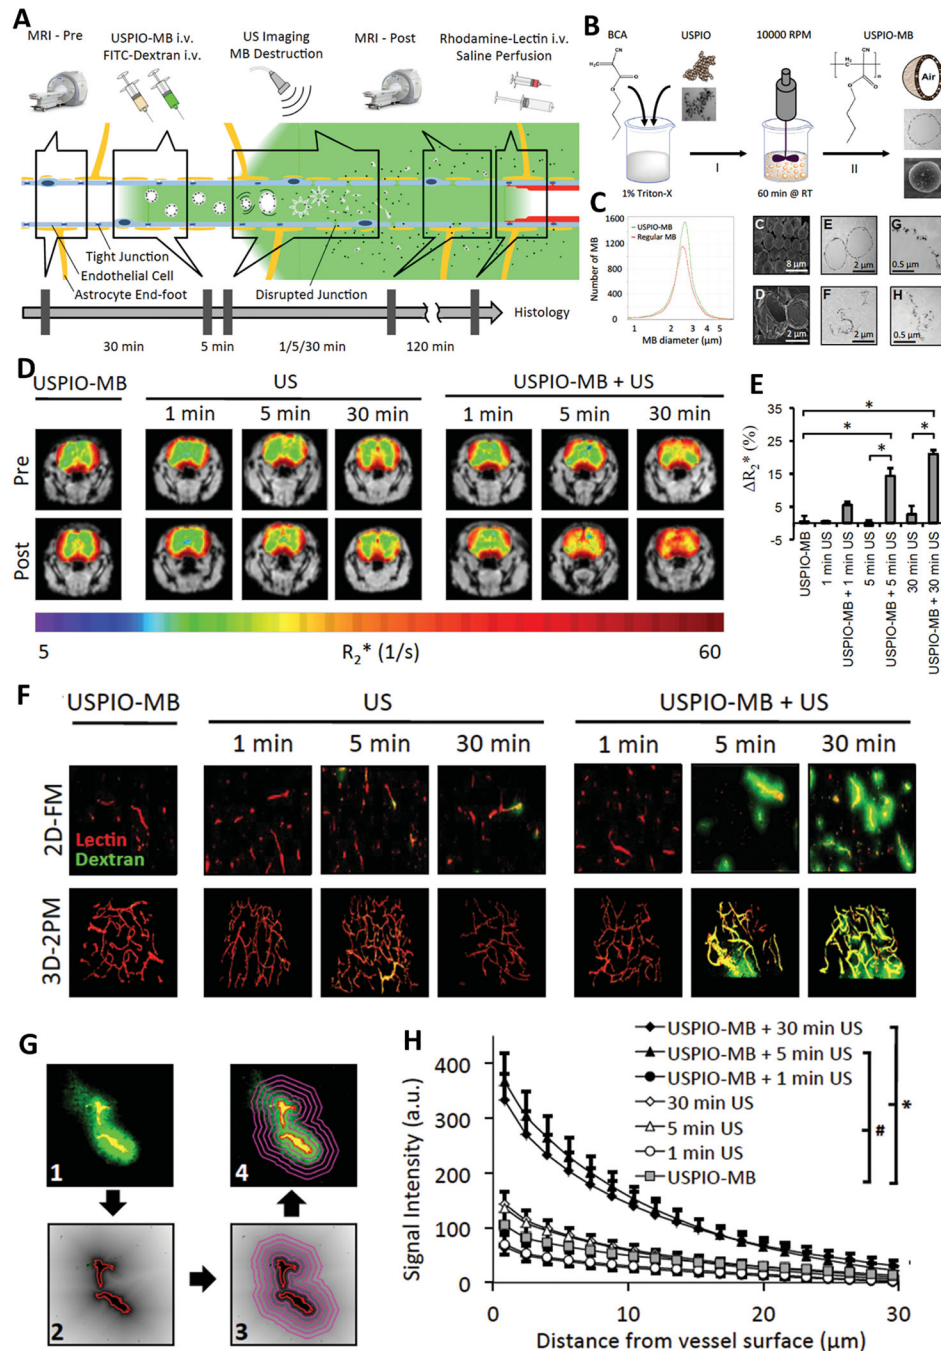 A
MRI - Pre
USPIO-MB i.v.
FITC-Dextran i.v.
US Imaging
MB Destruction
MRI - Post
Rhodamine-Lectin i.v.
Saline Perfusion
Tight Junction
Endothelial Cell
Astrocyte End-foot
Disrupted Junction
Histology
30 min
5 min
1/5/30 min
120 min
B
BCA
USPIO
10000 RPM
USPIO-MB
CN
O
O
CN
H₂
C
C
n
O
O
Air
1% Triton-X
I
60 min @ RT
II
C
1600
1200
800
400
0
Number of MB
USPIO-MB
Regular MB
1
2
3
4
5
MB diameter (µm)
C
8 µm
E
2 µm
G
0.5 µm
D
2 µm
F
2 µm
H
0.5 µm
D
USPIO-MB
US
USPIO-MB + US
1 min
5 min
30 min
1 min
5 min
30 min
Pre
Post
5
R₂* (1/s)
60
E
35
25
15
5
-5
ΔR₂* (%)
*
*
*
*
USPIO-MB
1 min US
USPIO-MB + 1 min US
5 min US
USPIO-MB + 5 min US
30 min US
USPIO-MB + 30 min US
F
USPIO-MB
US
USPIO-MB + US
1 min
5 min
30 min
1 min
5 min
30 min
2D-FM
Lectin
Dextran
3D-2PM
G
1
4
2
3
H
400
300
200
100
0
Signal Intensity (a.u.)
USPIO-MB + 30 min US
USPIO-MB + 5 min US
USPIO-MB + 1 min US
30 min US
5 min US
1 min US
USPIO-MB
#
*
0
10
20
30
Distance from vessel surface (µm)